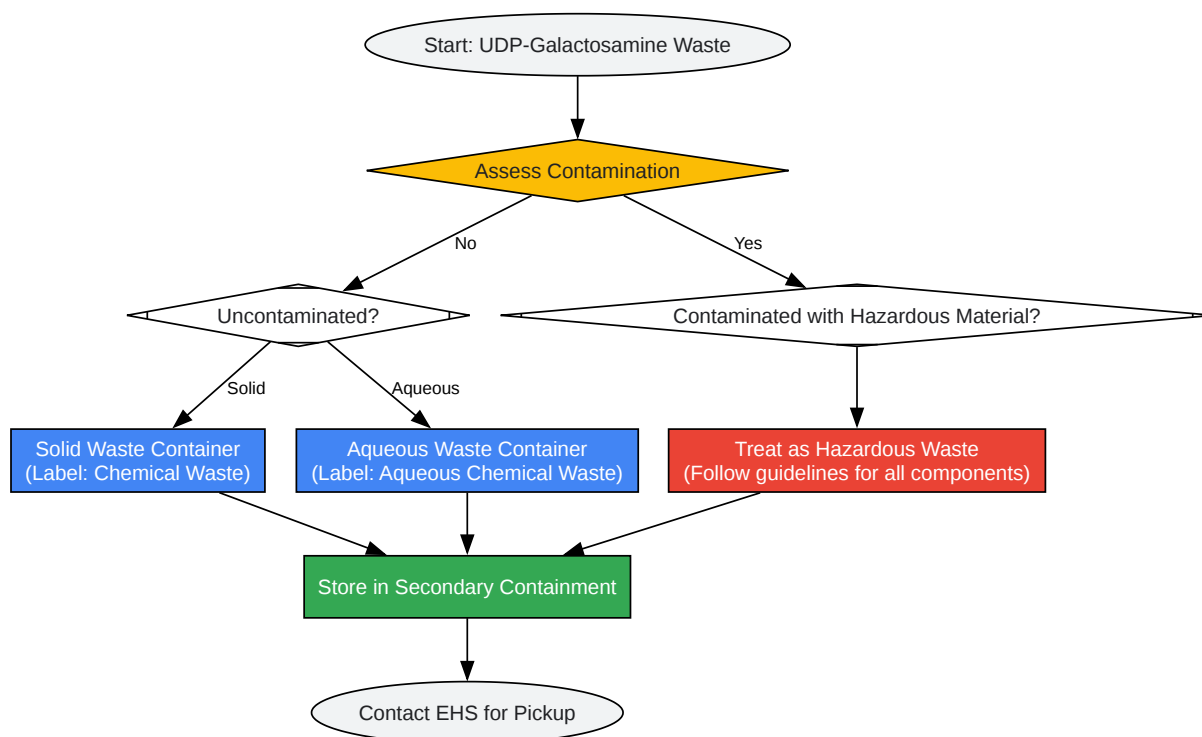 Start: UDP-Galactosamine Waste
Assess Contamination
No
Yes
Uncontaminated?
Contaminated with Hazardous Material?
Solid
Aqueous
Solid Waste Container
(Label: Chemical Waste)
Aqueous Waste Container
(Label: Aqueous Chemical Waste)
Treat as Hazardous Waste
(Follow guidelines for all components)
Store in Secondary Containment
Contact EHS for Pickup